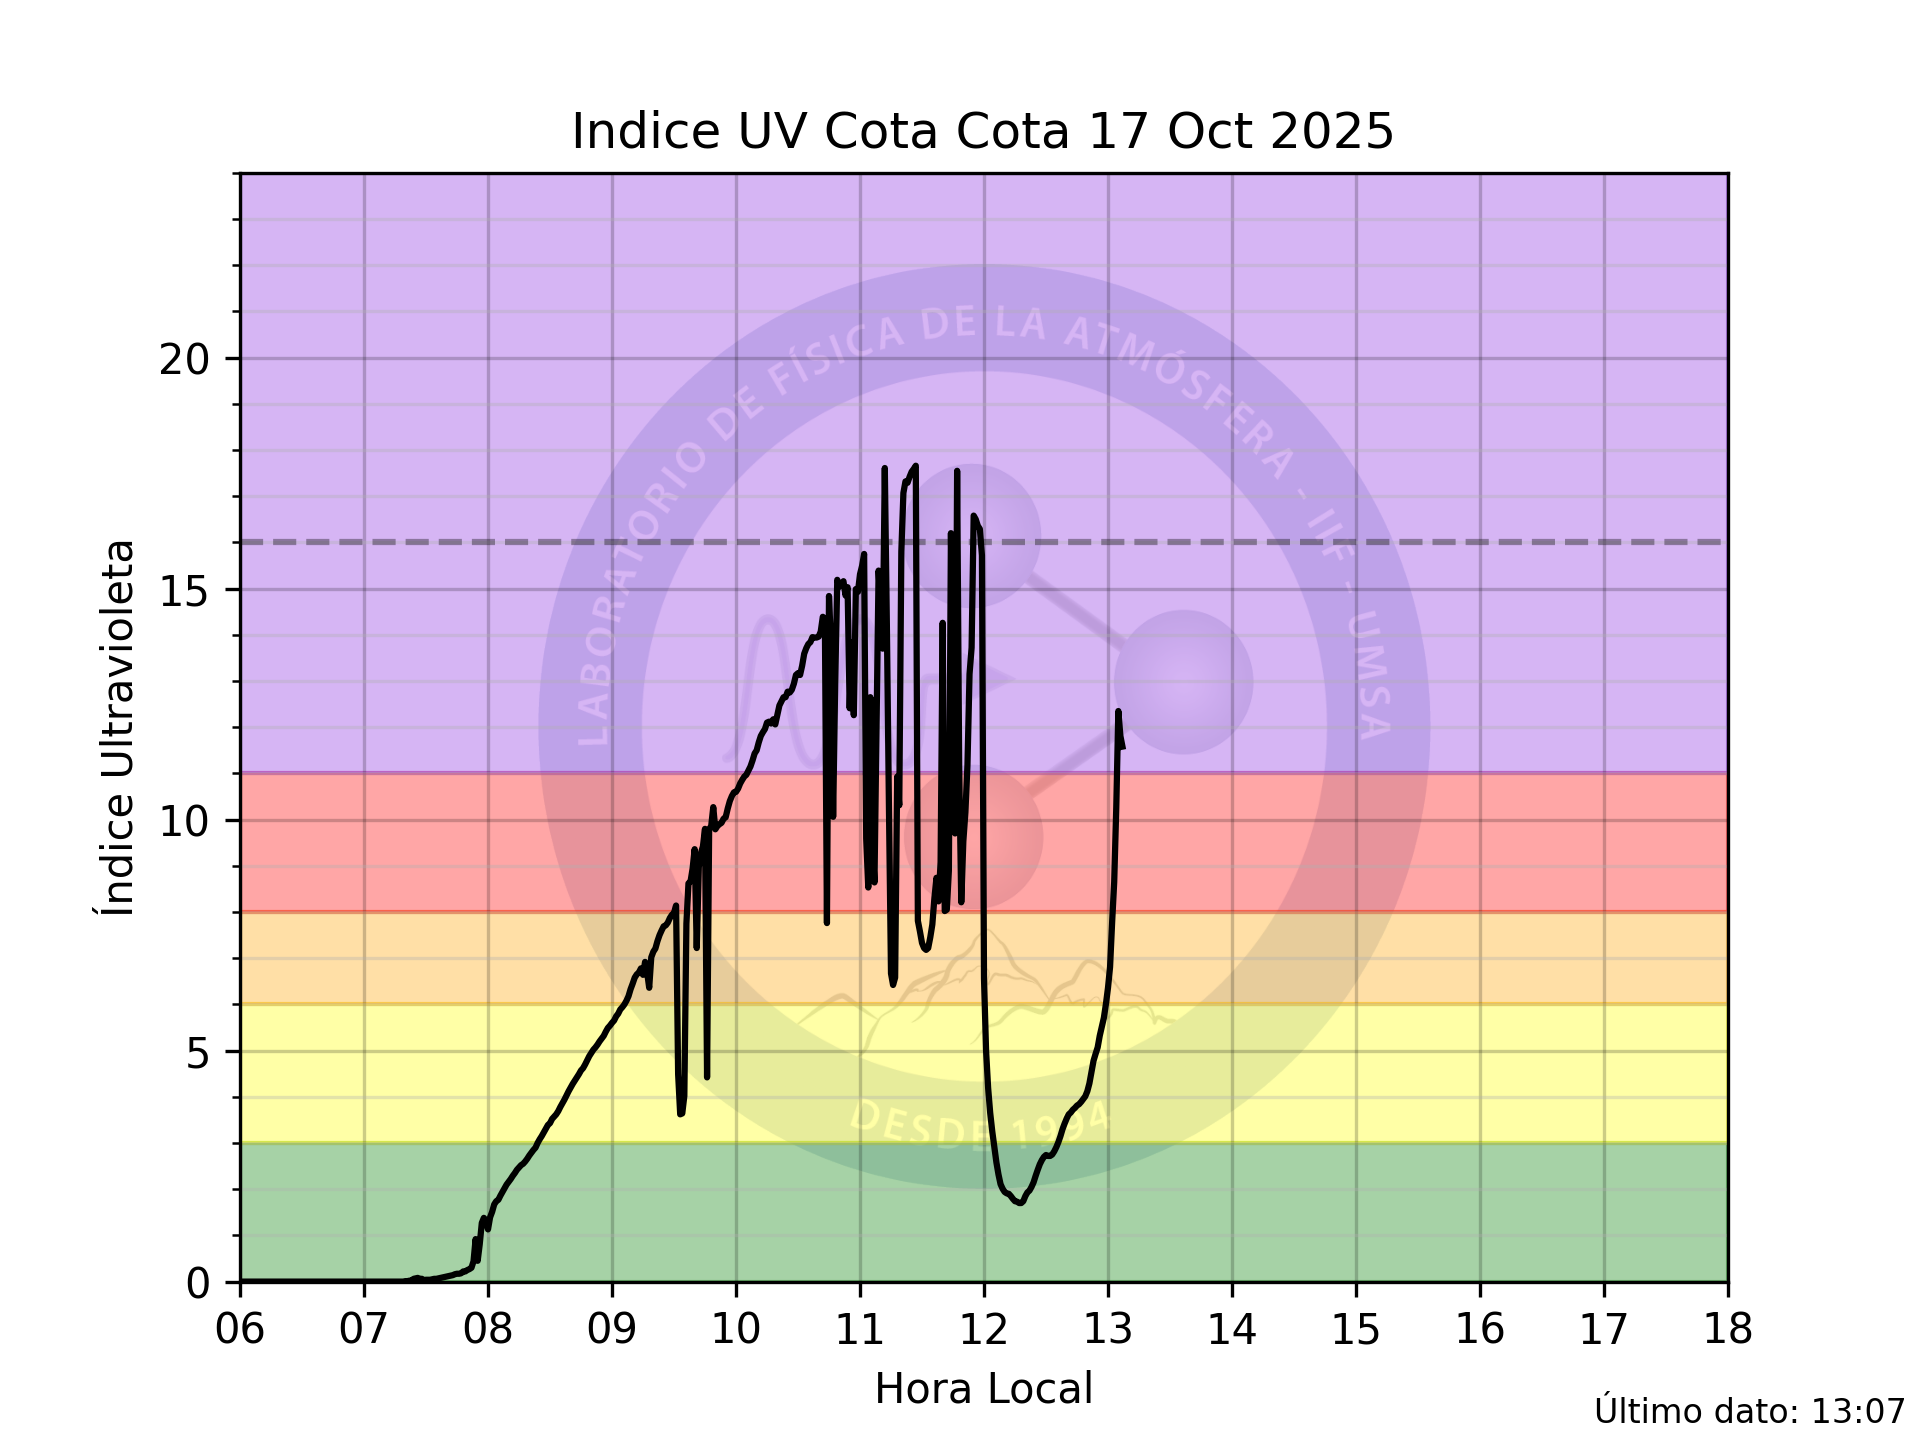 Indice UV Cota Cota 17 Oct 2025
LABORATORIO DE FÍSICA DE LA ATMÓSFERA - IIF - UMSA
DESDE 1994
Índice Ultravioleta
20
15
10
5
0
06 07 08 09 10 11 12 13 14 15 16 17 18
Hora Local
Último dato: 13:07